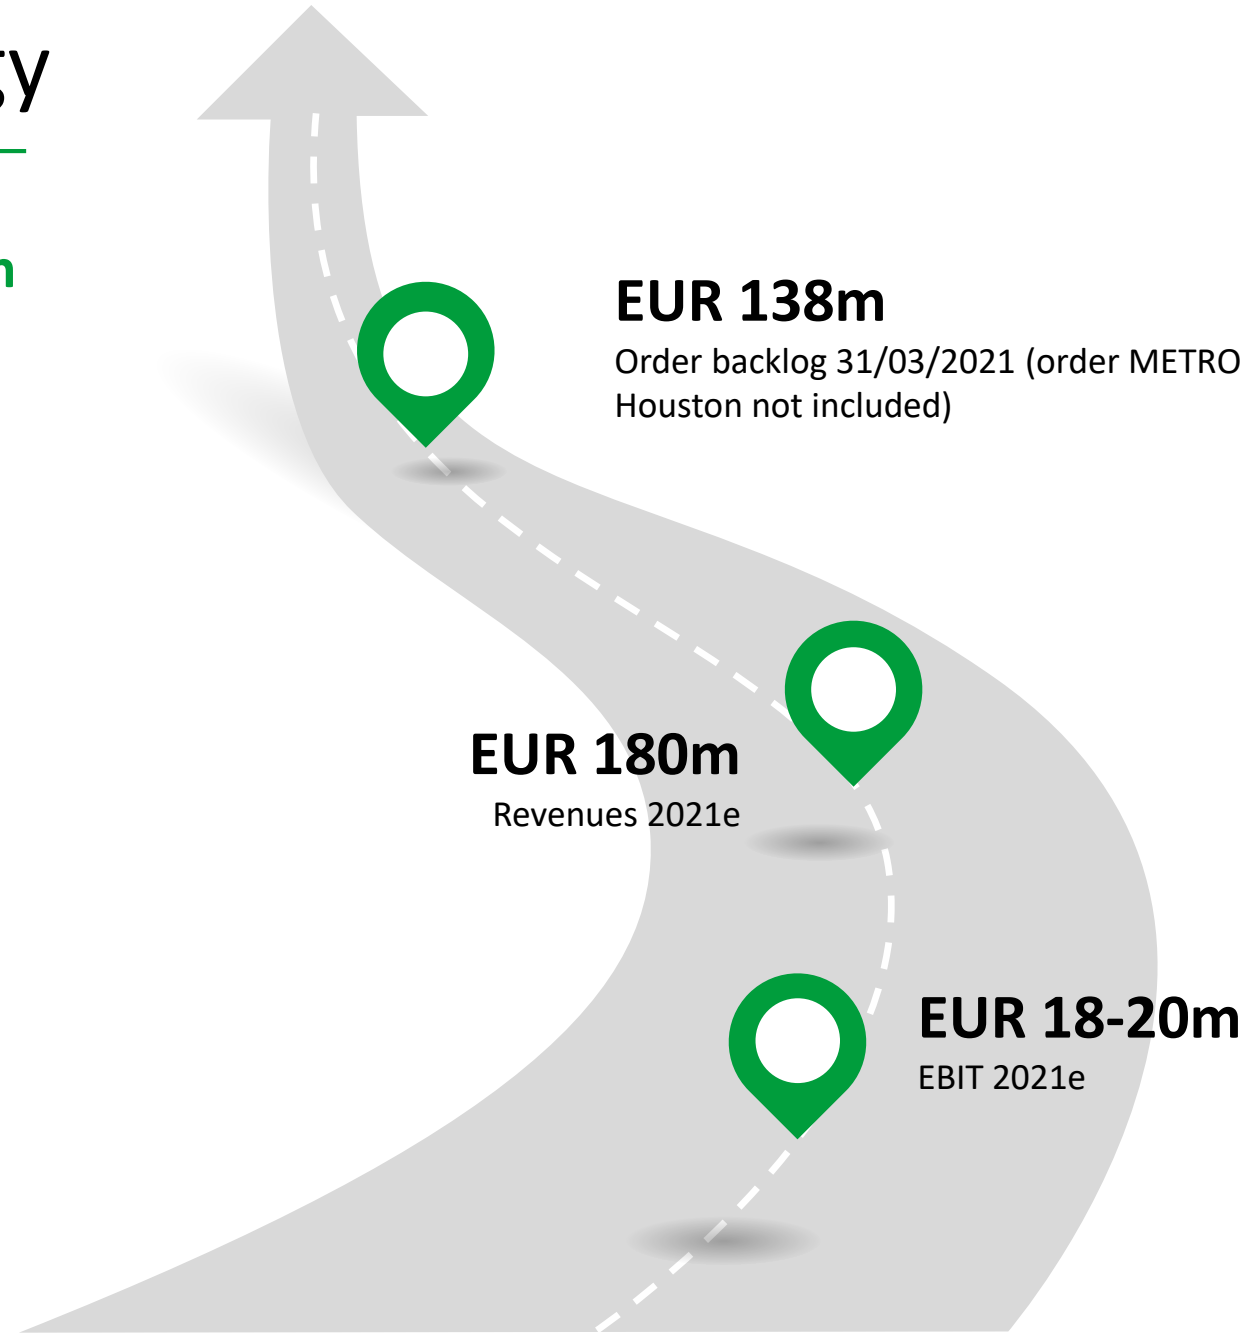 EUR 138m
Order backlog 31/03/2021 (order METRO
Houston not included)
EUR 180m
Revenues 2021e
EUR 18-20m
EBIT 2021e